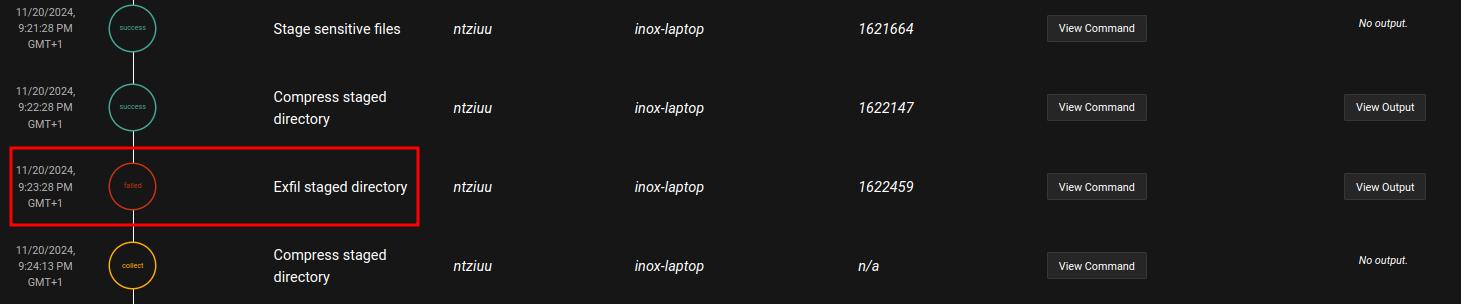 11/20/2024,
9:21:28 PM
GMT+1
success
Stage sensitive files
ntziuu
inox-laptop
1621664
View Command
No output.
11/20/2024,
9:22:28 PM
GMT+1
success
Compress staged
directory
ntziuu
inox-laptop
1622147
View Command
View Output
11/20/2024,
9:23:28 PM
GMT+1
failed
Exfil staged directory
ntziuu
inox-laptop
1622459
View Command
View Output
11/20/2024,
9:24:13 PM
GMT+1
collect
Compress staged
directory
ntziuu
inox-laptop
n/a
View Command
No output.